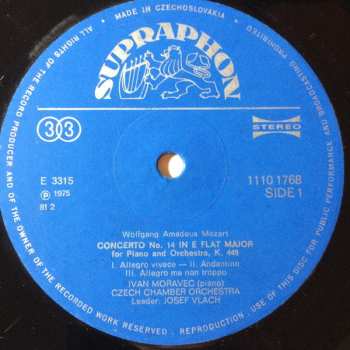 MADE IN CZECHOSLOVAKIA
ALL RIGHTS OF THE RECORD PRODUCER AND OF THE OWNER OF THE RECORDED WORK RESERVED. REPRODUCTION. USE OF THIS DISC FOR PUBLIC PERFORMANCE AND BROADCASTING PROHIBITED
SUPRAPHON
33
STEREO
E 3315
℗ 1975
81 2
1110 1768
SIDE 1
Wolfgang Amadeus Mozart
CONCERTO No. 14 IN E FLAT MAJOR
for Piano and Orchestra, K. 449
I. Allegro vivace — II. Andantino
III. Allegro ma non troppo
IVAN MORAVEC (piano)
CZECH CHAMBER ORCHESTRA
Leader: JOSEF VLACH